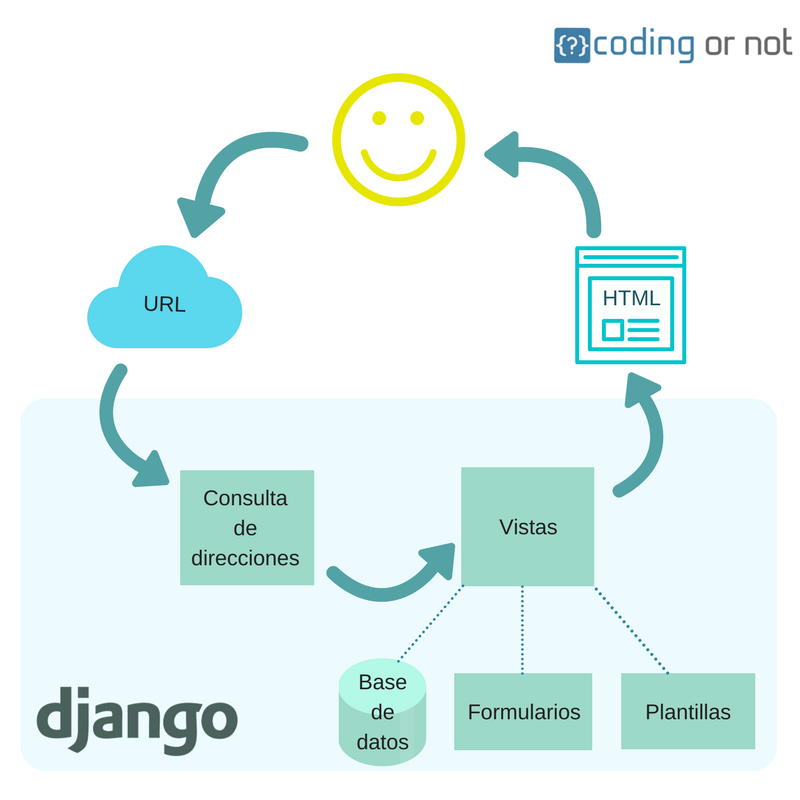 {?} coding or not
URL
HTML
Consulta
de
direcciones
Vistas
Base
de
datos
Formularios
Plantillas
django